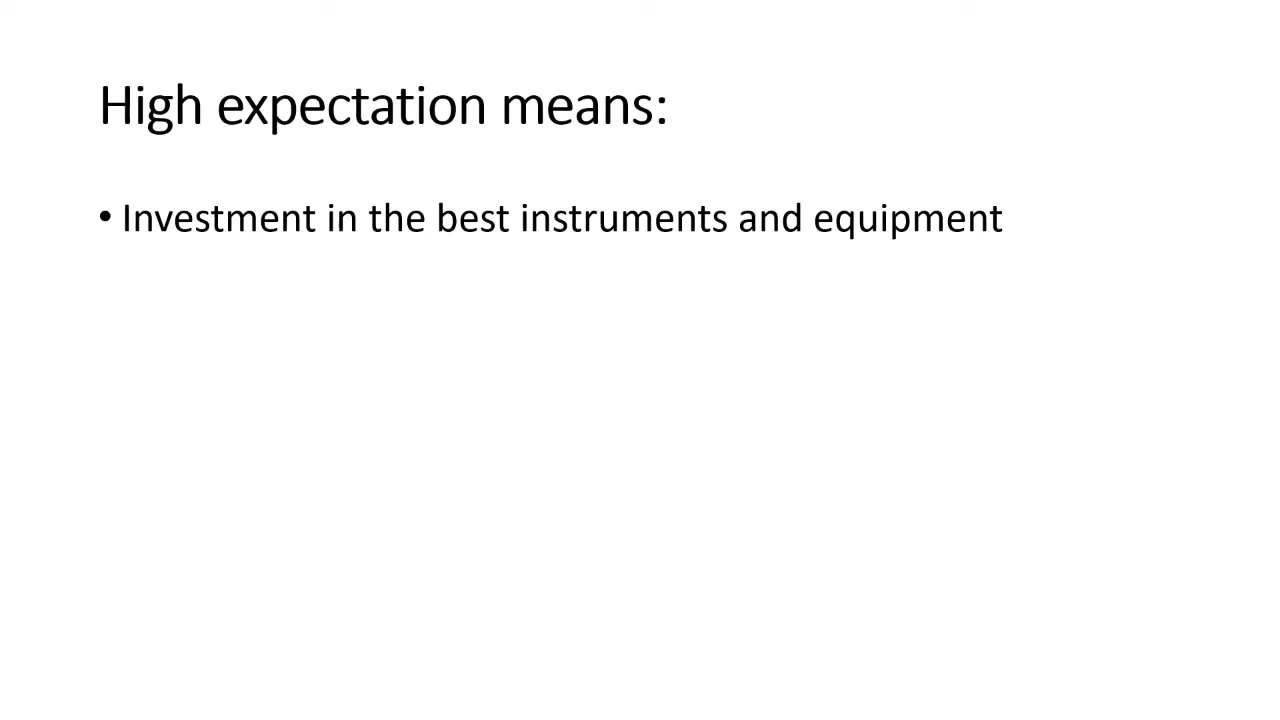 High expectation means:
• Investment in the best instruments and equipment